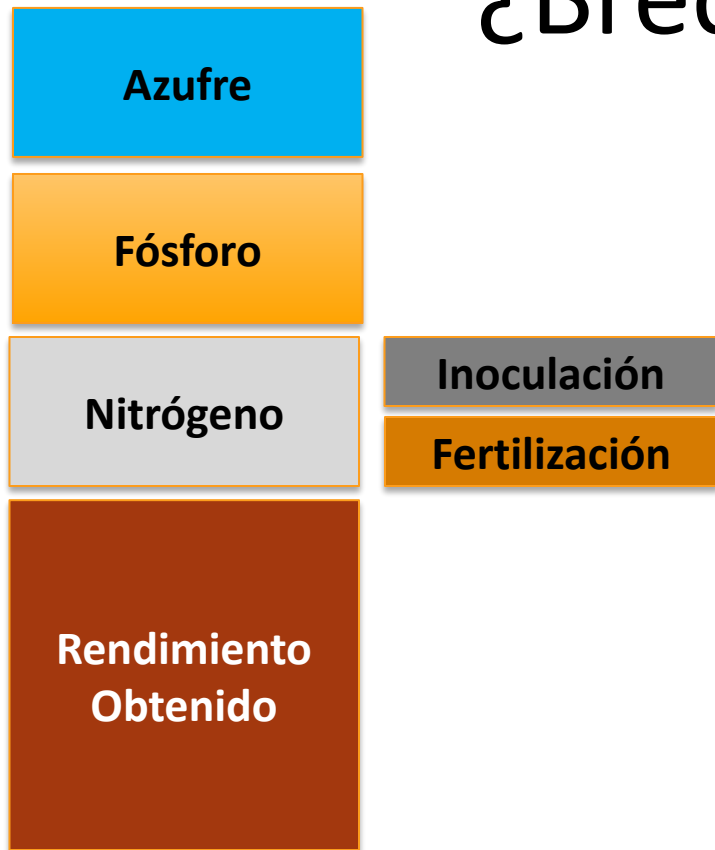 Azufre
Fósforo
Nitrógeno
Inoculación
Fertilización
Rendimiento
Obtenido